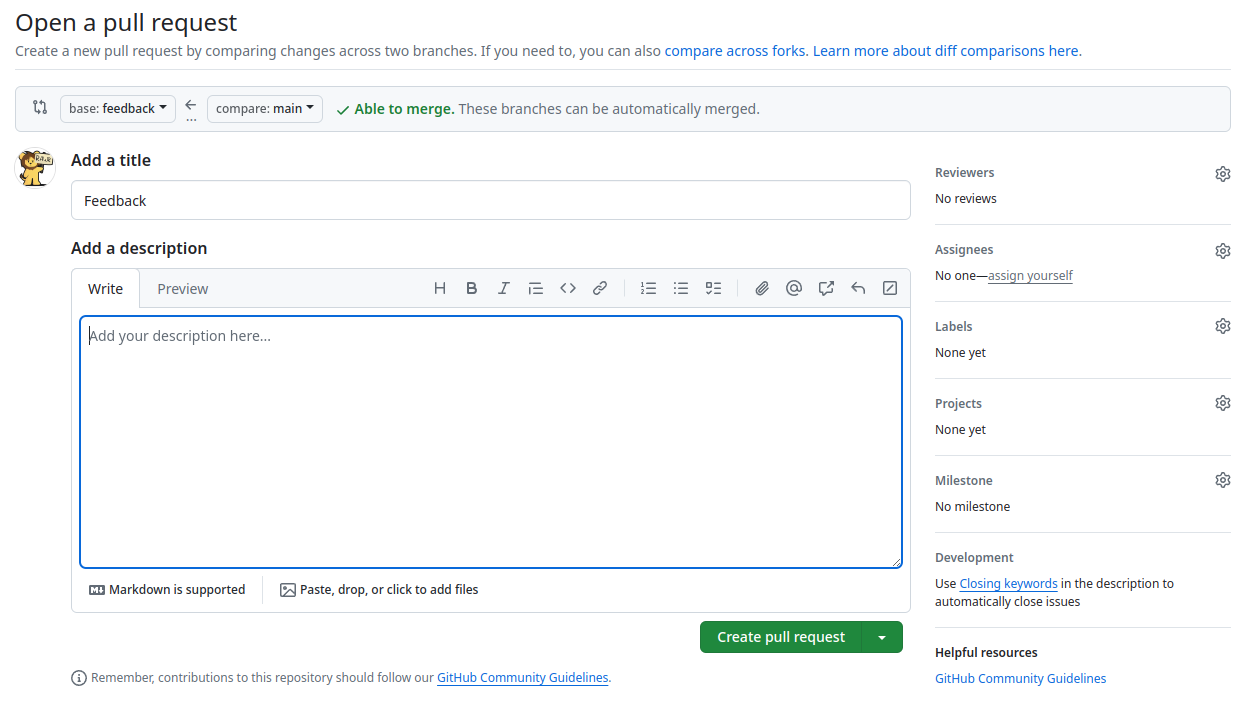 Open a pull request
Create a new pull request by comparing changes across two branches. If you need to, you can also compare across forks. Learn more about diff comparisons here.
base: feedback
...
compare: main
Able to merge. These branches can be automatically merged.
Add a title
Feedback
Add a description
Write
Preview
Add your description here...
Markdown is supported
Paste, drop, or click to add files
Create pull request
Remember, contributions to this repository should follow our GitHub Community Guidelines.
Reviewers
No reviews
Assignees
No one—assign yourself
Labels
None yet
Projects
None yet
Milestone
No milestone
Development
Use Closing keywords in the description to
automatically close issues
Helpful resources
GitHub Community Guidelines